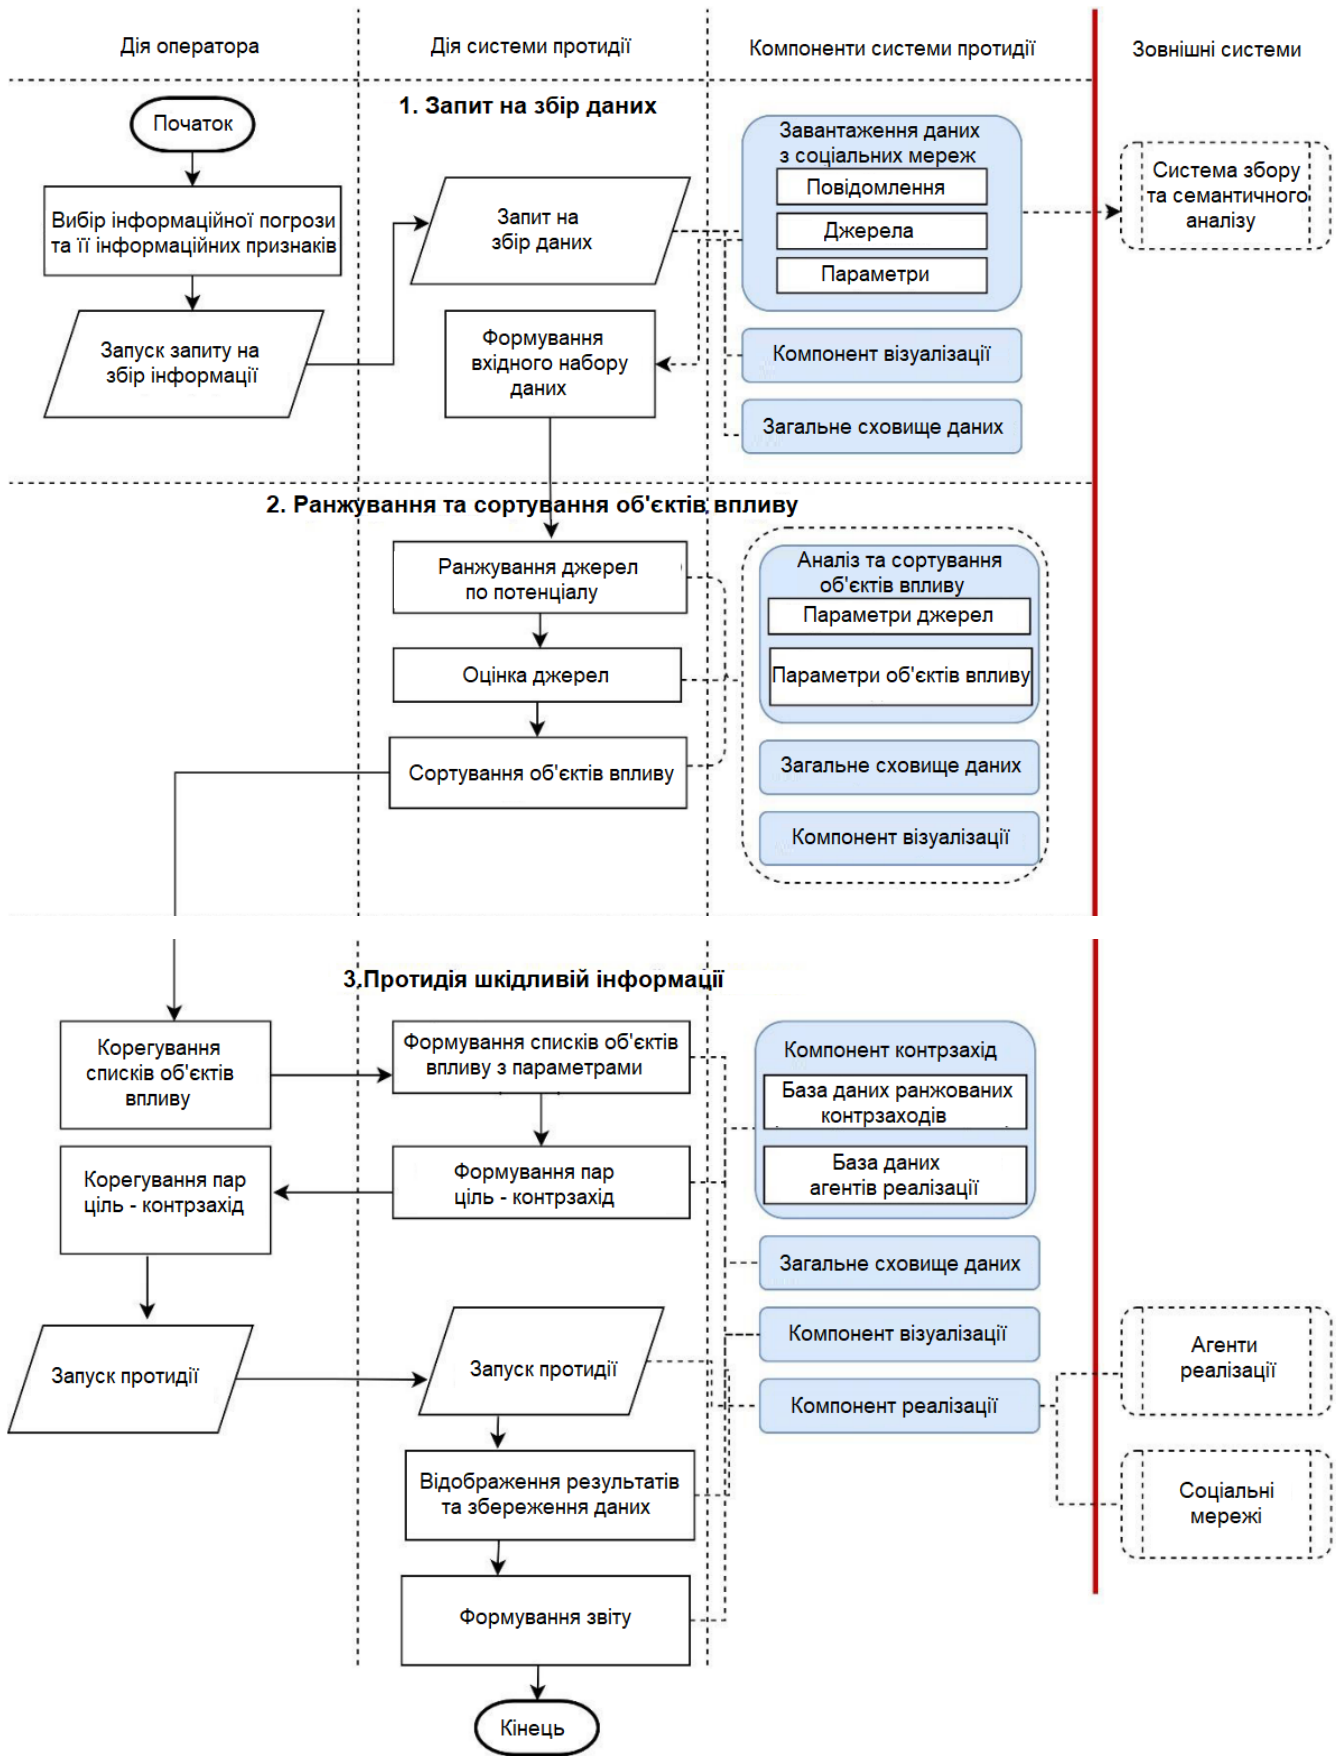 Дія оператора
Дія системи протидії
Компоненти системи протидії
Зовнішні системи
1. Запит на збір даних
Початок
Вибір інформаційної погрози
та її інформаційних признаків
Запуск запиту на
збір інформації
Запит на
збір даних
Формування
вхідного набору
даних
Завантаження даних
з соціальних мереж
Повідомлення
Джерела
Параметри
Компонент візуалізації
Загальне сховище даних
Система збору
та семантичного
аналізу
2. Ранжування та сортування об'єктів впливу
Ранжування джерел
по потенціалу
Оцінка джерел
Сортування об'єктів впливу
Аналіз та сортування
об'єктів впливу
Параметри джерел
Параметри об'єктів впливу
Загальне сховище даних
Компонент візуалізації
3.Протидія шкідливій інформації
Корегування
списків об'єктів
впливу
Формування списків об'єктів
впливу з параметрами
Корегування пар
ціль - контрзахід
Формування пар
ціль - контрзахід
Компонент контрзахід
База даних ранжованих
контрзаходів
База даних
агентів реалізації
Загальне сховище даних
Компонент візуалізації
Компонент реалізації
Запуск протидії
Запуск протидії
Відображення результатів
та збереження даних
Формування звіту
Кінець
Агенти
реалізації
Соціальні
мережі